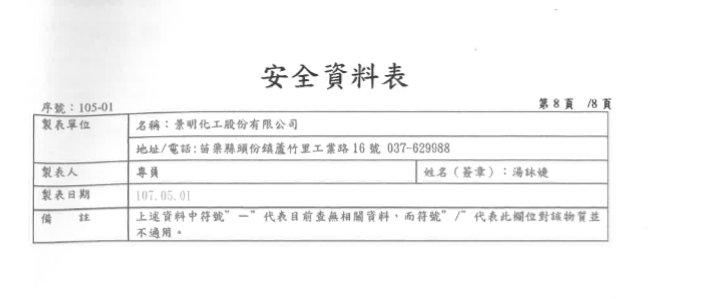 安全資料表
序號：105-01
第 8 頁 /8 頁
製表單位 名稱：景明化工股份有限公司
地址/電話:苗栗縣頭份鎮蘆竹里工業路 16 號 037-629988
製表人 專員 姓名（簽章）：湯詠婕
製表日期 107.05.01
備 註 上述資料中符號”－”代表目前查無相關資料，而符號”/”代表此欄位對該物質並
不適用。